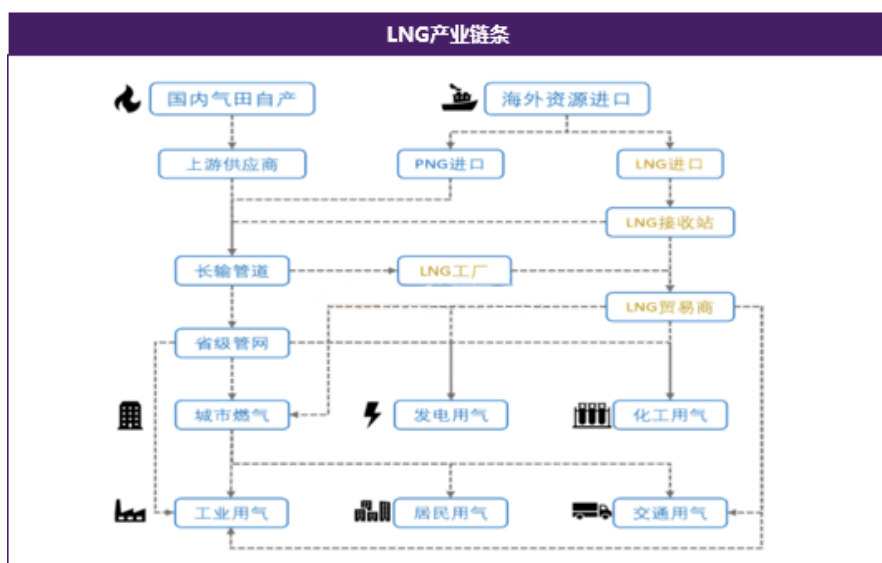 LNG产业链条
国内气田自产
海外资源进口
上游供应商
PNG进口
LNG进口
LNG接收站
长输管道
LNG工厂
LNG贸易商
省级管网
城市燃气
发电用气
化工用气
工业用气
居民用气
交通用气